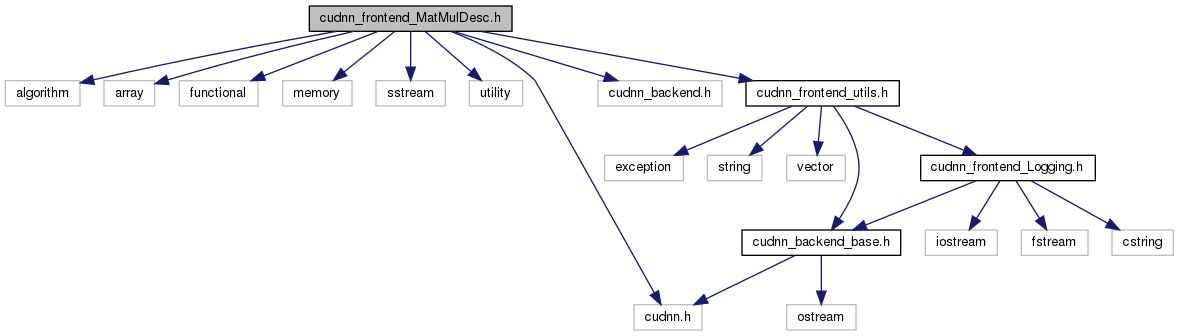 cudnn_frontend_MatMulDesc.h
algorithm
array
functional
memory
sstream
utility
cudnn_backend.h
cudnn_frontend_utils.h
exception
string
vector
cudnn_frontend_Logging.h
cudnn_backend_base.h
iostream
fstream
cstring
cudnn.h
ostream